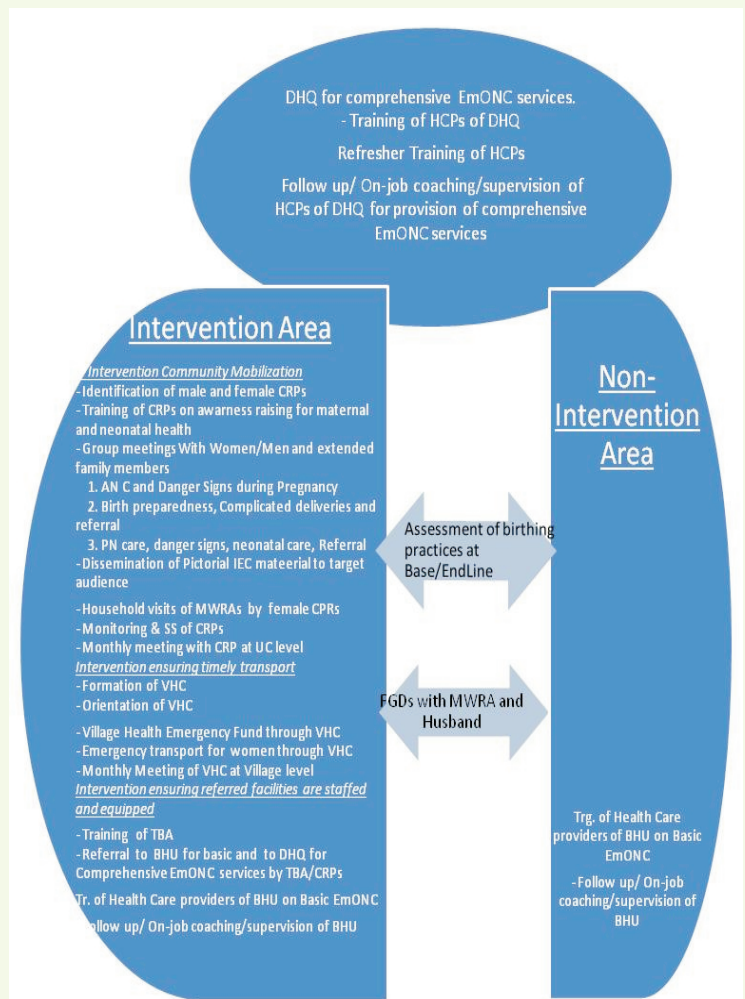 DHQ for comprehensive EmONC services.
- Training of HCPs of DHQ
Refresher Training of HCPs
Follow up/ On-job coaching/supervision of
HCPs of DHQ for provision of comprehensive
EmONC services
Intervention Area
Intervention Community Mobilization
-Identification of male and female CRPs
-Training of CRPs on awarness raising for maternal
and neonatal health
-Group meetings With Women/Men and extended
family members
1. AN C and Danger Signs during Pregnancy
2. Birth preparedness, Complicated deliveries and
referral
3. PN care, danger signs, neonatal care, Referral
-Dissemination of Pictorial IEC mateerial to target
audience
-Household visits of MWRAs by female CPRs
-Monitoring & SS of CRPs
-Monthly meeting with CRP at UC level
Intervention ensuring timely transport
-Formation of VHC
-Orientation of VHC
-Village Health Emergency Fund through VHC
-Emergency transport for women through VHC
-Monthly Meeting of VHC at Village level
Intervention ensuring referred facilities are staffed
and equipped
-Training of TBA
-Referral to BHU for basic and to DHQ for
Comprehensive EmONC services by TBA/CRPs
Tr. of Health Care providers of BHU on Basic EmONC
Follow up/ On-job coaching/supervision of BHU
Assessment of birthing
practices at
Base/EndLine
FGDs with MWRA and
Husband
Non-
Intervention
Area
Trg. of Health Care
providers of BHU on Basic
EmONC
-Follow up/ On-job
coaching/supervision of
BHU